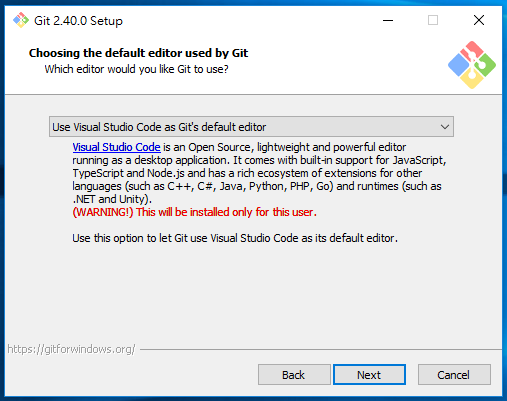 Git 2.40.0 Setup
Choosing the default editor used by Git
Which editor would you like Git to use?
Use Visual Studio Code as Git's default editor
Visual Studio Code is an Open Source, lightweight and powerful editor
running as a desktop application. It comes with built-in support for JavaScript,
TypeScript and Node.js and has a rich ecosystem of extensions for other
languages (such as C++, C#, Java, Python, PHP, Go) and runtimes (such as
.NET and Unity).
(WARNING!) This will be installed only for this user.
Use this option to let Git use Visual Studio Code as its default editor.
https://gitforwindows.org/
Back
Next
Cancel